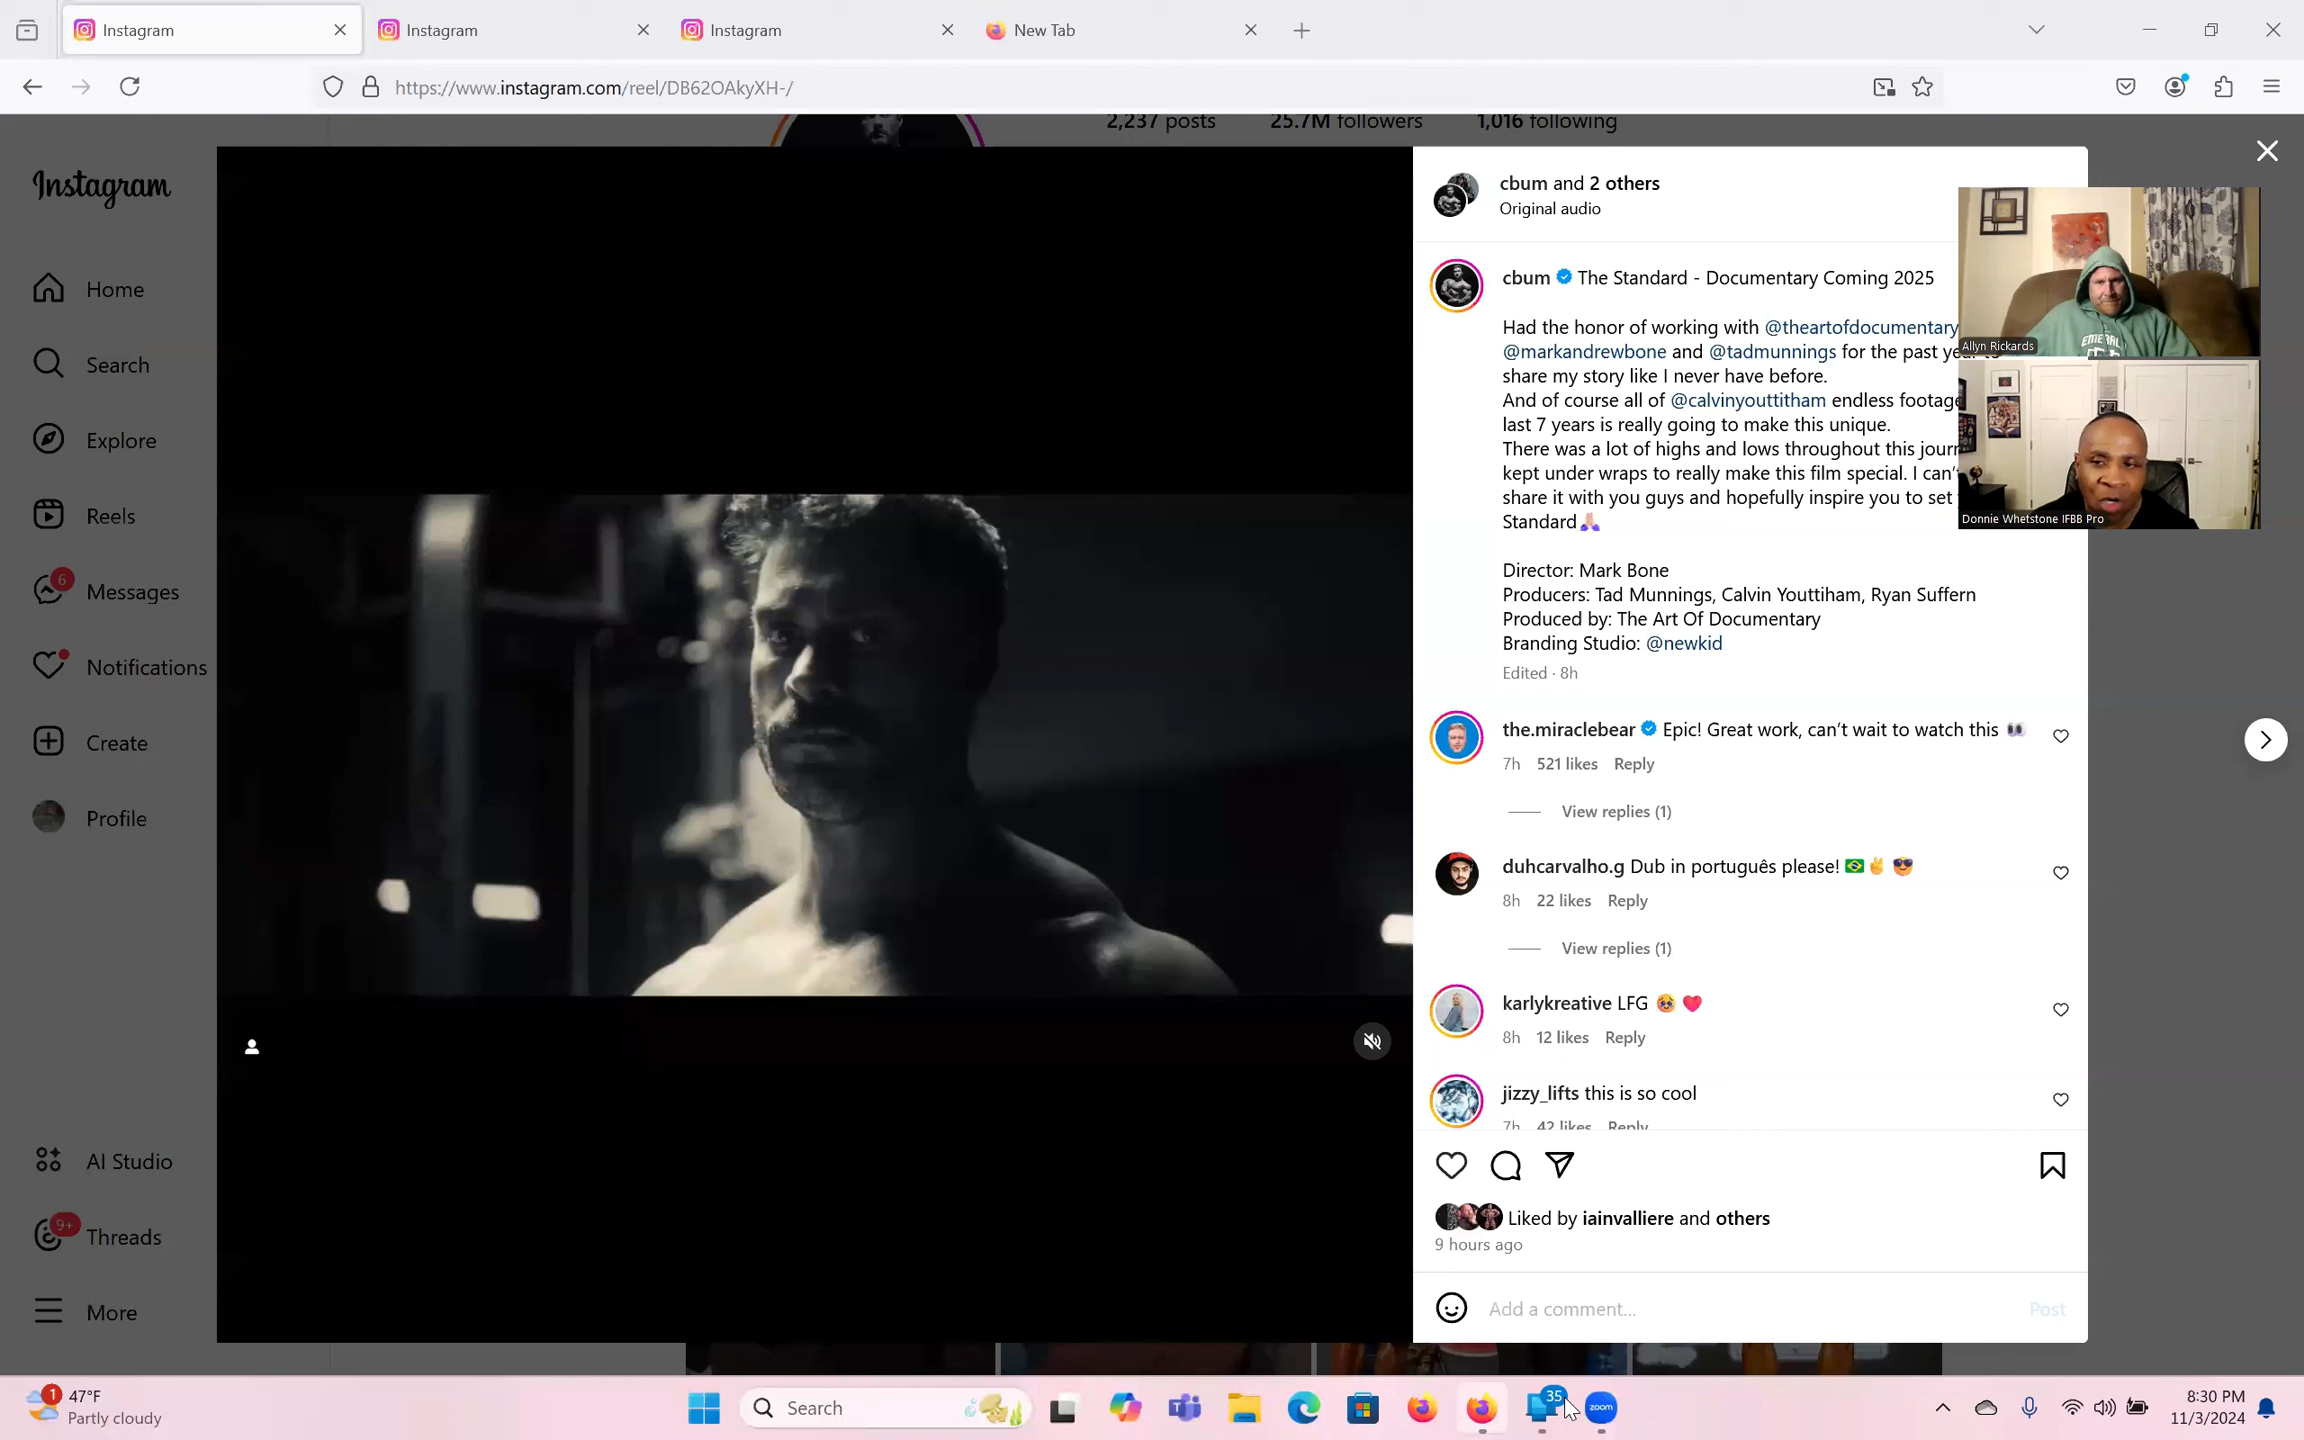 Instagram
Instagram
Instagram
New Tab
https://www.instagram.com/reel/DB62OAkyXH-/
2,237 posts 25.7M followers 1,016 following
Instagram
Home
Search
Explore
Reels
6
Messages
Notifications
Create
Profile
AI Studio
9+
Threads
More
cbum and 2 others
Original audio
cbum The Standard - Documentary Coming 2025
Had the honor of working with @theartofdocumentary
@markandrewbone and @tadmunnings for the past year to
share my story like I never have before.
And of course all of @calvinyouttitham endless footage
last 7 years is really going to make this unique.
There was a lot of highs and lows throughout this jour
kept under wraps to really make this film special. I can'
share it with you guys and hopefully inspire you to set
Standard🙏🏼
Director: Mark Bone
Producers: Tad Munnings, Calvin Youttiham, Ryan Suffern
Produced by: The Art Of Documentary
Branding Studio: @newkid
Edited · 8h
the.miraclebear Epic! Great work, can't wait to watch this 👀
7h 521 likes Reply
View replies (1)
duhcarvalho.g Dub in português please! 🇧🇷✌️ 😎
8h 22 likes Reply
View replies (1)
karlykreative LFG 🥹 ❤️
8h 12 likes Reply
jizzy_lifts this is so cool
7h 42 likes Reply
Liked by iainvalliere and others
9 hours ago
Add a comment...
Post
Allyn Rickards
Donnie Whetstone IFBB Pro
1
47°F
Partly cloudy
Search
35
zoom
8:30 PM
11/3/2024